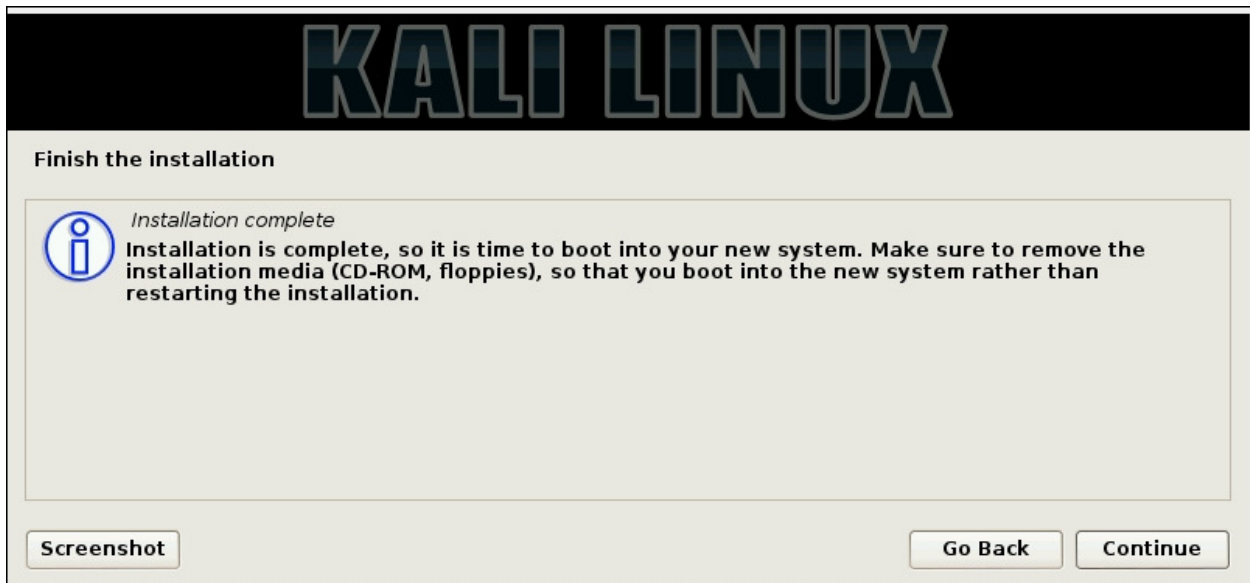 KALI LINUX
Finish the installation
Installation complete
Installation is complete, so it is time to boot into your new system. Make sure to remove the
installation media (CD-ROM, floppies), so that you boot into the new system rather than
restarting the installation.
Screenshot
Go Back
Continue